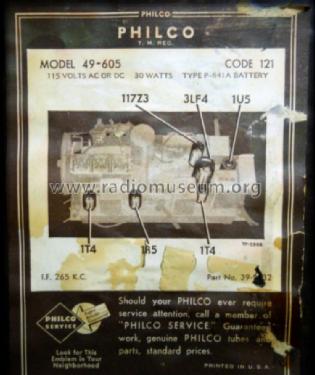 PHILCO
PHILCO
T. M. REG.
MODEL 49-605 CODE 121
115 VOLTS AC OR DC 30 WATTS TYPE P-841A BATTERY
117Z3 3LF4 1U5
www.radiomuseum.org
1T4 1R5 1T4
I.F. 265 K.C. Part No.
Should your PHILCO ever require
service attention, call a member of
"PHILCO SERVICE."
work, genuine PHILCO tubes and
parts, standard prices.
PHILCO
SERVICE
Look for This
Emblem in Your
Neighborhood
PRINTED IN U.S.A.